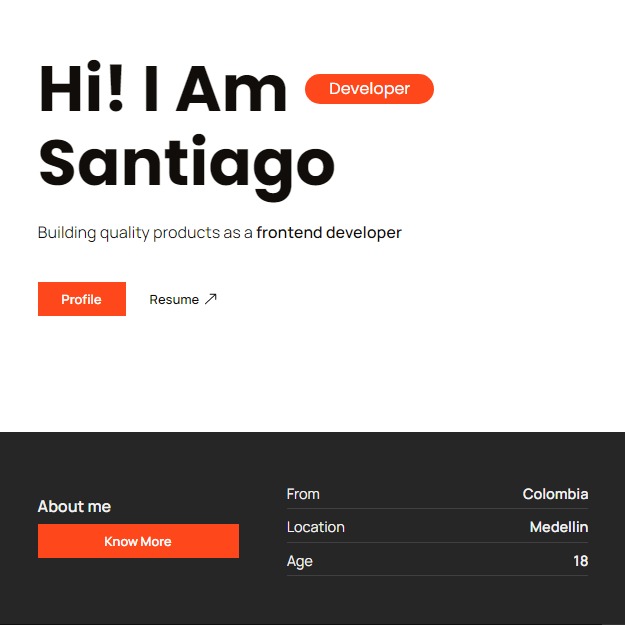 Hi! I Am Developer
Santiago
Building quality products as a frontend developer
Profile Resume
About me
Know More
From Colombia
Location Medellin
Age 18